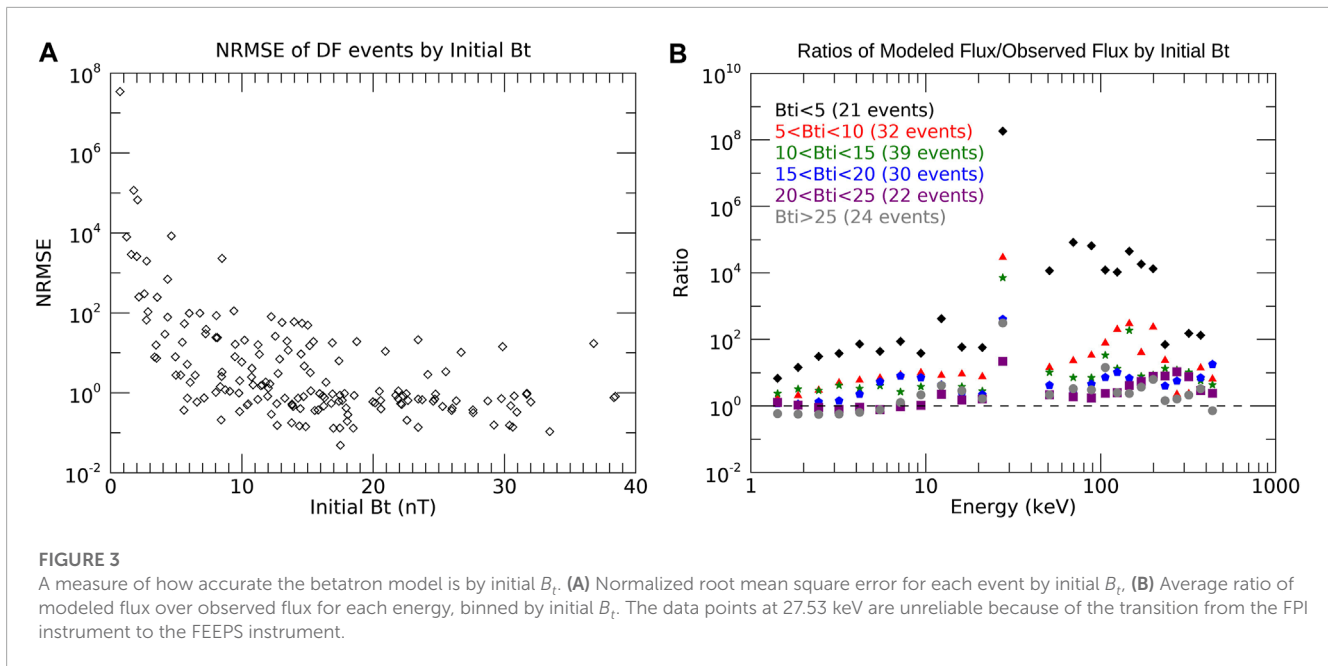 A
NRMSE of DF events by Initial Bt
10^8
10^6
10^4
10^2
10^0
10^-2
NRMSE
0
10
20
30
40
Initial Bt (nT)
B
Ratios of Modeled Flux/Observed Flux by Initial Bt
10^10
10^8
10^6
10^4
10^2
10^0
10^-2
Ratio
Bti<5 (21 events)
5<Bti<10 (32 events)
10<Bti<15 (39 events)
15<Bti<20 (30 events)
20<Bti<25 (22 events)
Bti>25 (24 events)
1
10
100
1000
Energy (keV)
FIGURE 3
A measure of how accurate the betatron model is by initial B_t. (A) Normalized root mean square error for each event by initial B_t, (B) Average ratio of
modeled flux over observed flux for each energy, binned by initial B_t. The data points at 27.53 keV are unreliable because of the transition from the FPI
instrument to the FEEPS instrument.